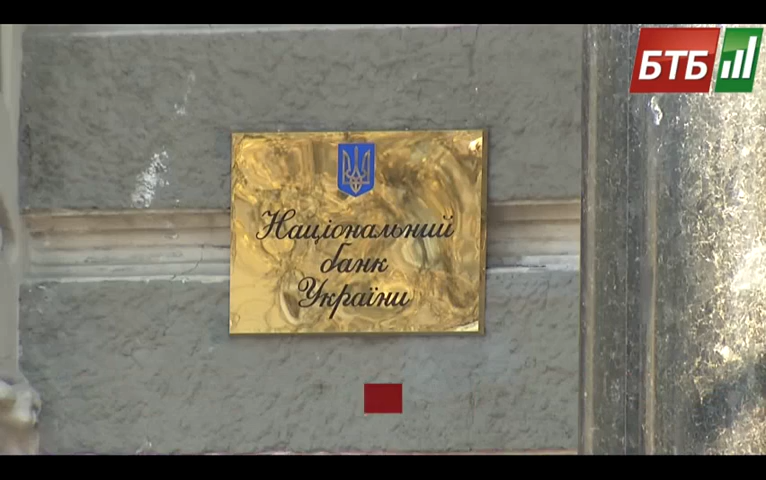 БТБ
Національний
банк
України